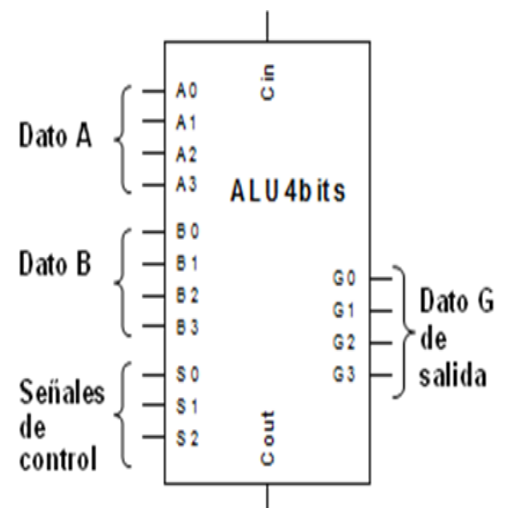 Cin
Dato A
A0
A1
A2
A3
ALU4bits
Dato B
B0
B1
B2
B3
Señales
de
control
S0
S1
S2
G0
G1
G2
G3
Dato G
de
salida
Cout